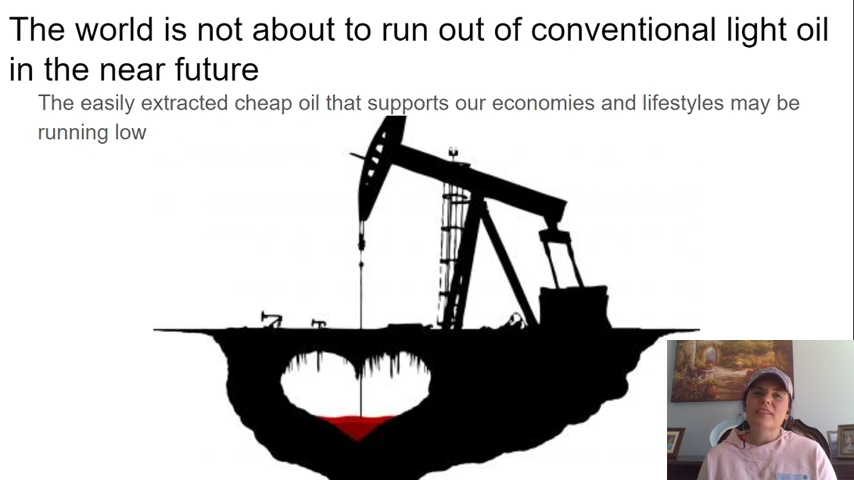 The world is not about to run out of conventional light oil
in the near future
The easily extracted cheap oil that supports our economies and lifestyles may be
running low